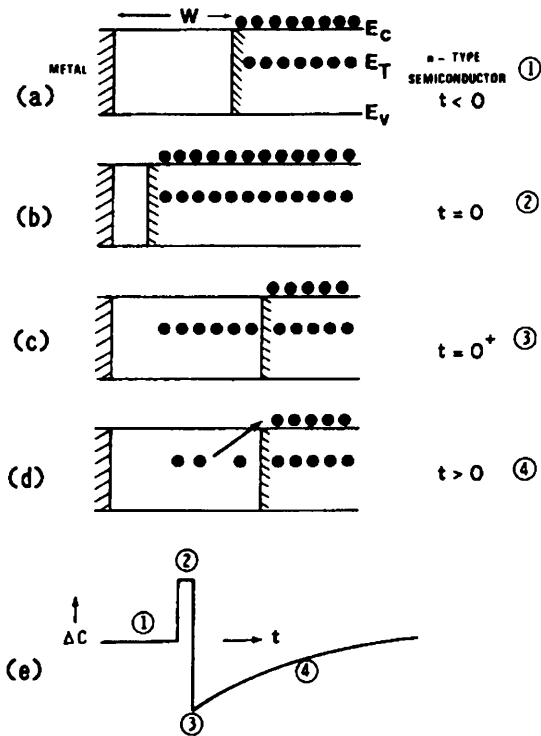 W
E_C
METAL
E_T
n - TYPE
SEMICONDUCTOR
①
(a)
t < 0
E_V
(b)
t = 0
②
(c)
t = 0⁺
③
(d)
t > 0
④
②
①
t
ΔC
④
(e)
③